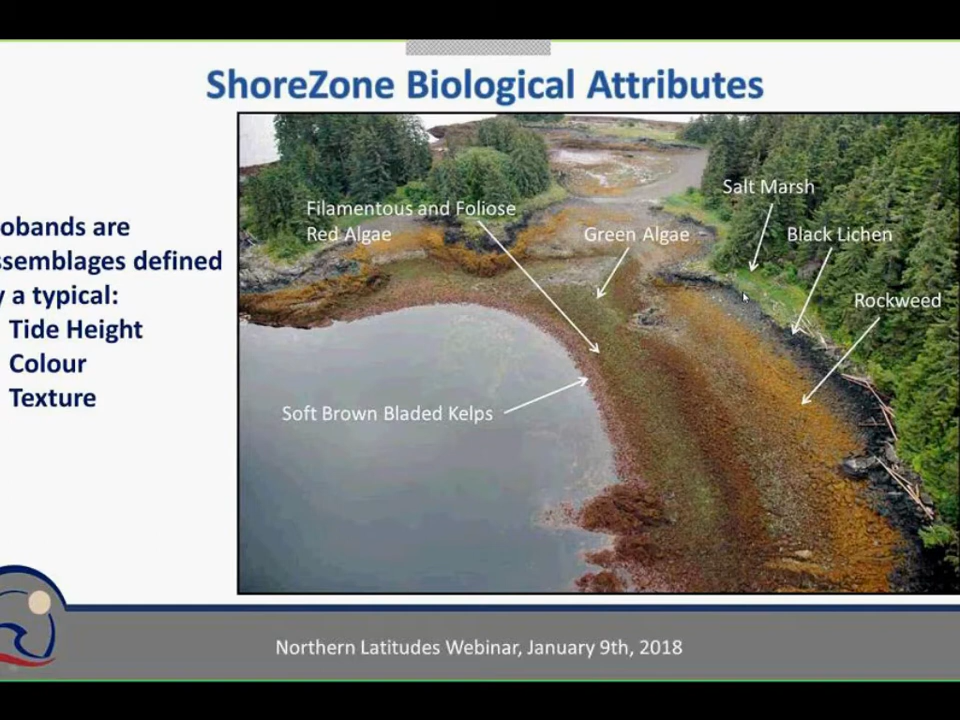 ShoreZone Biological Attributes
obands are
ssemblages defined
y a typical:
Tide Height
Colour
Texture
Salt Marsh
Filamentous and Foliose
Red Algae
Green Algae
Black Lichen
Rockweed
Soft Brown Bladed Kelps
Northern Latitudes Webinar, January 9th, 2018